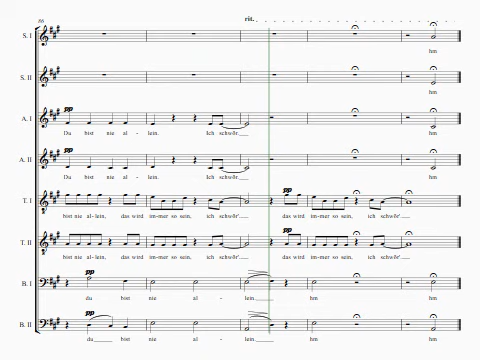 86
rit.
S. I
hm
S. II
hm
A. I
pp
Du bist nie al - lein. Ich schwör hm
A. II
pp
Du bist nie al - lein. Ich schwör hm
T. I
pp
bist nie al - lein, das wird im-mer so sein, ich schwör'. das wird im-mer so sein, ich schwör'.
T. II
pp
bist nie al - lein, das wird im-mer so sein, ich schwör'. das wird im-mer so sein, ich schwör'.
B. I
pp
du bist nie al - lein. hm hm
B. II
pp
du bist nie al - lein. hm hm